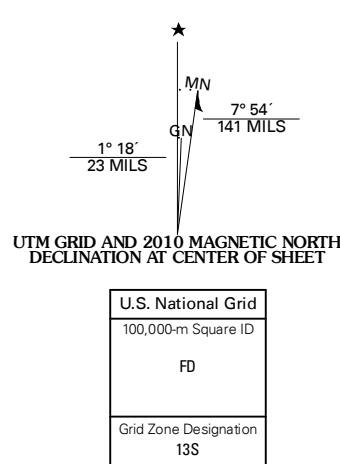 ★
MN
7° 54´
141 MILS
GN
1° 18´
23 MILS
UTM GRID AND 2010 MAGNETIC NORTH
DECLINATION AT CENTER OF SHEET
U.S. National Grid
100,000-m Square ID
FD
Grid Zone Designation
13S